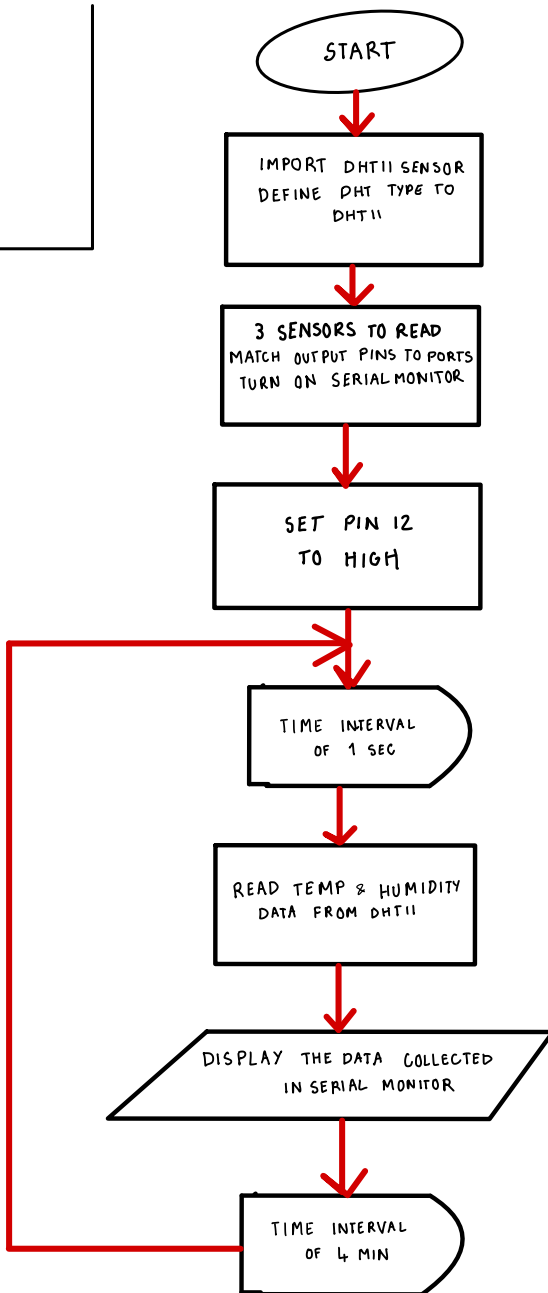 START
IMPORT DHT11 SENSOR
DEFINE DHT TYPE TO
DHT11
3 SENSORS TO READ
MATCH OUTPUT PINS TO PORTS
TURN ON SERIAL MONITOR
SET PIN 12
TO HIGH
TIME INTERVAL
OF 1 SEC
READ TEMP & HUMIDITY
DATA FROM DHT11
DISPLAY THE DATA COLLECTED
IN SERIAL MONITOR
TIME INTERVAL
OF 4 MIN